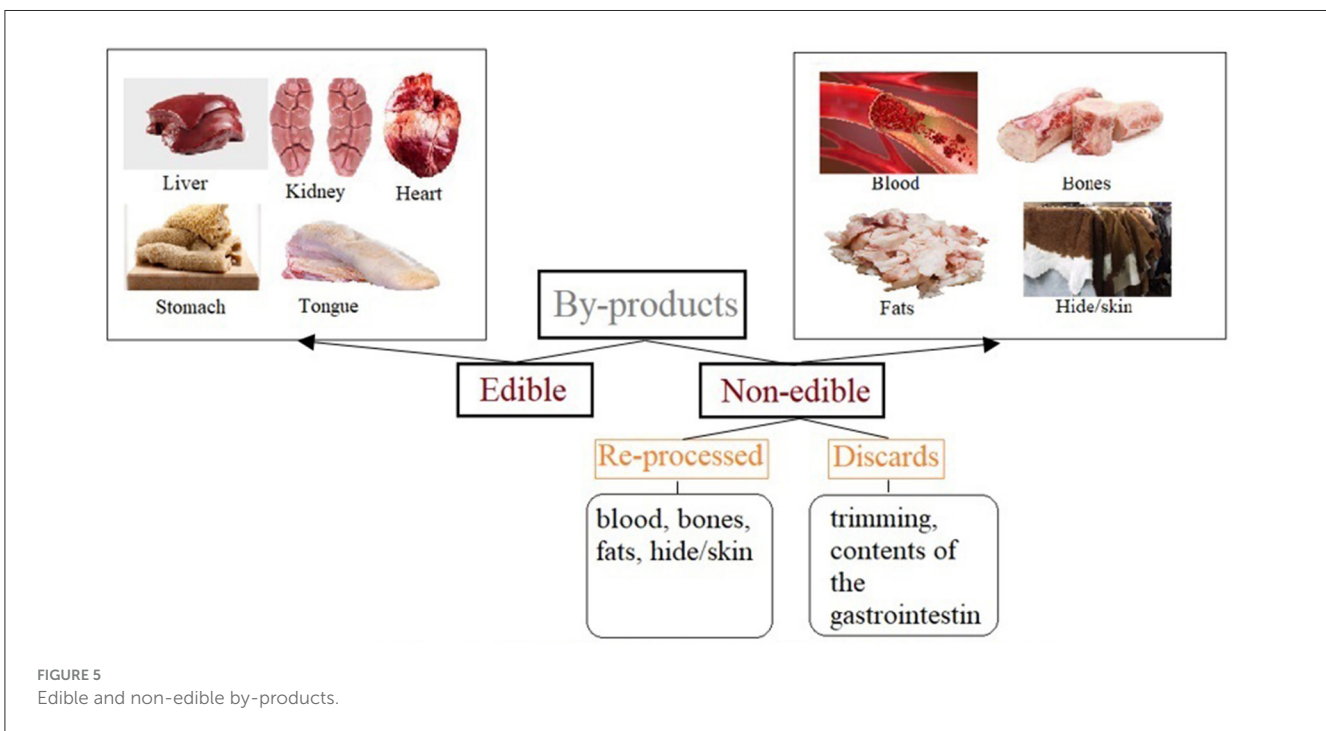 Liver
Kidney
Heart
Stomach
Tongue
Blood
Bones
Fats
Hide/skin
By-products
Edible
Non-edible
Re-processed
Discards
blood, bones,
fats, hide/skin
trimming,
contents of
the
gastrointestin
FIGURE 5
Edible and non-edible by-products.